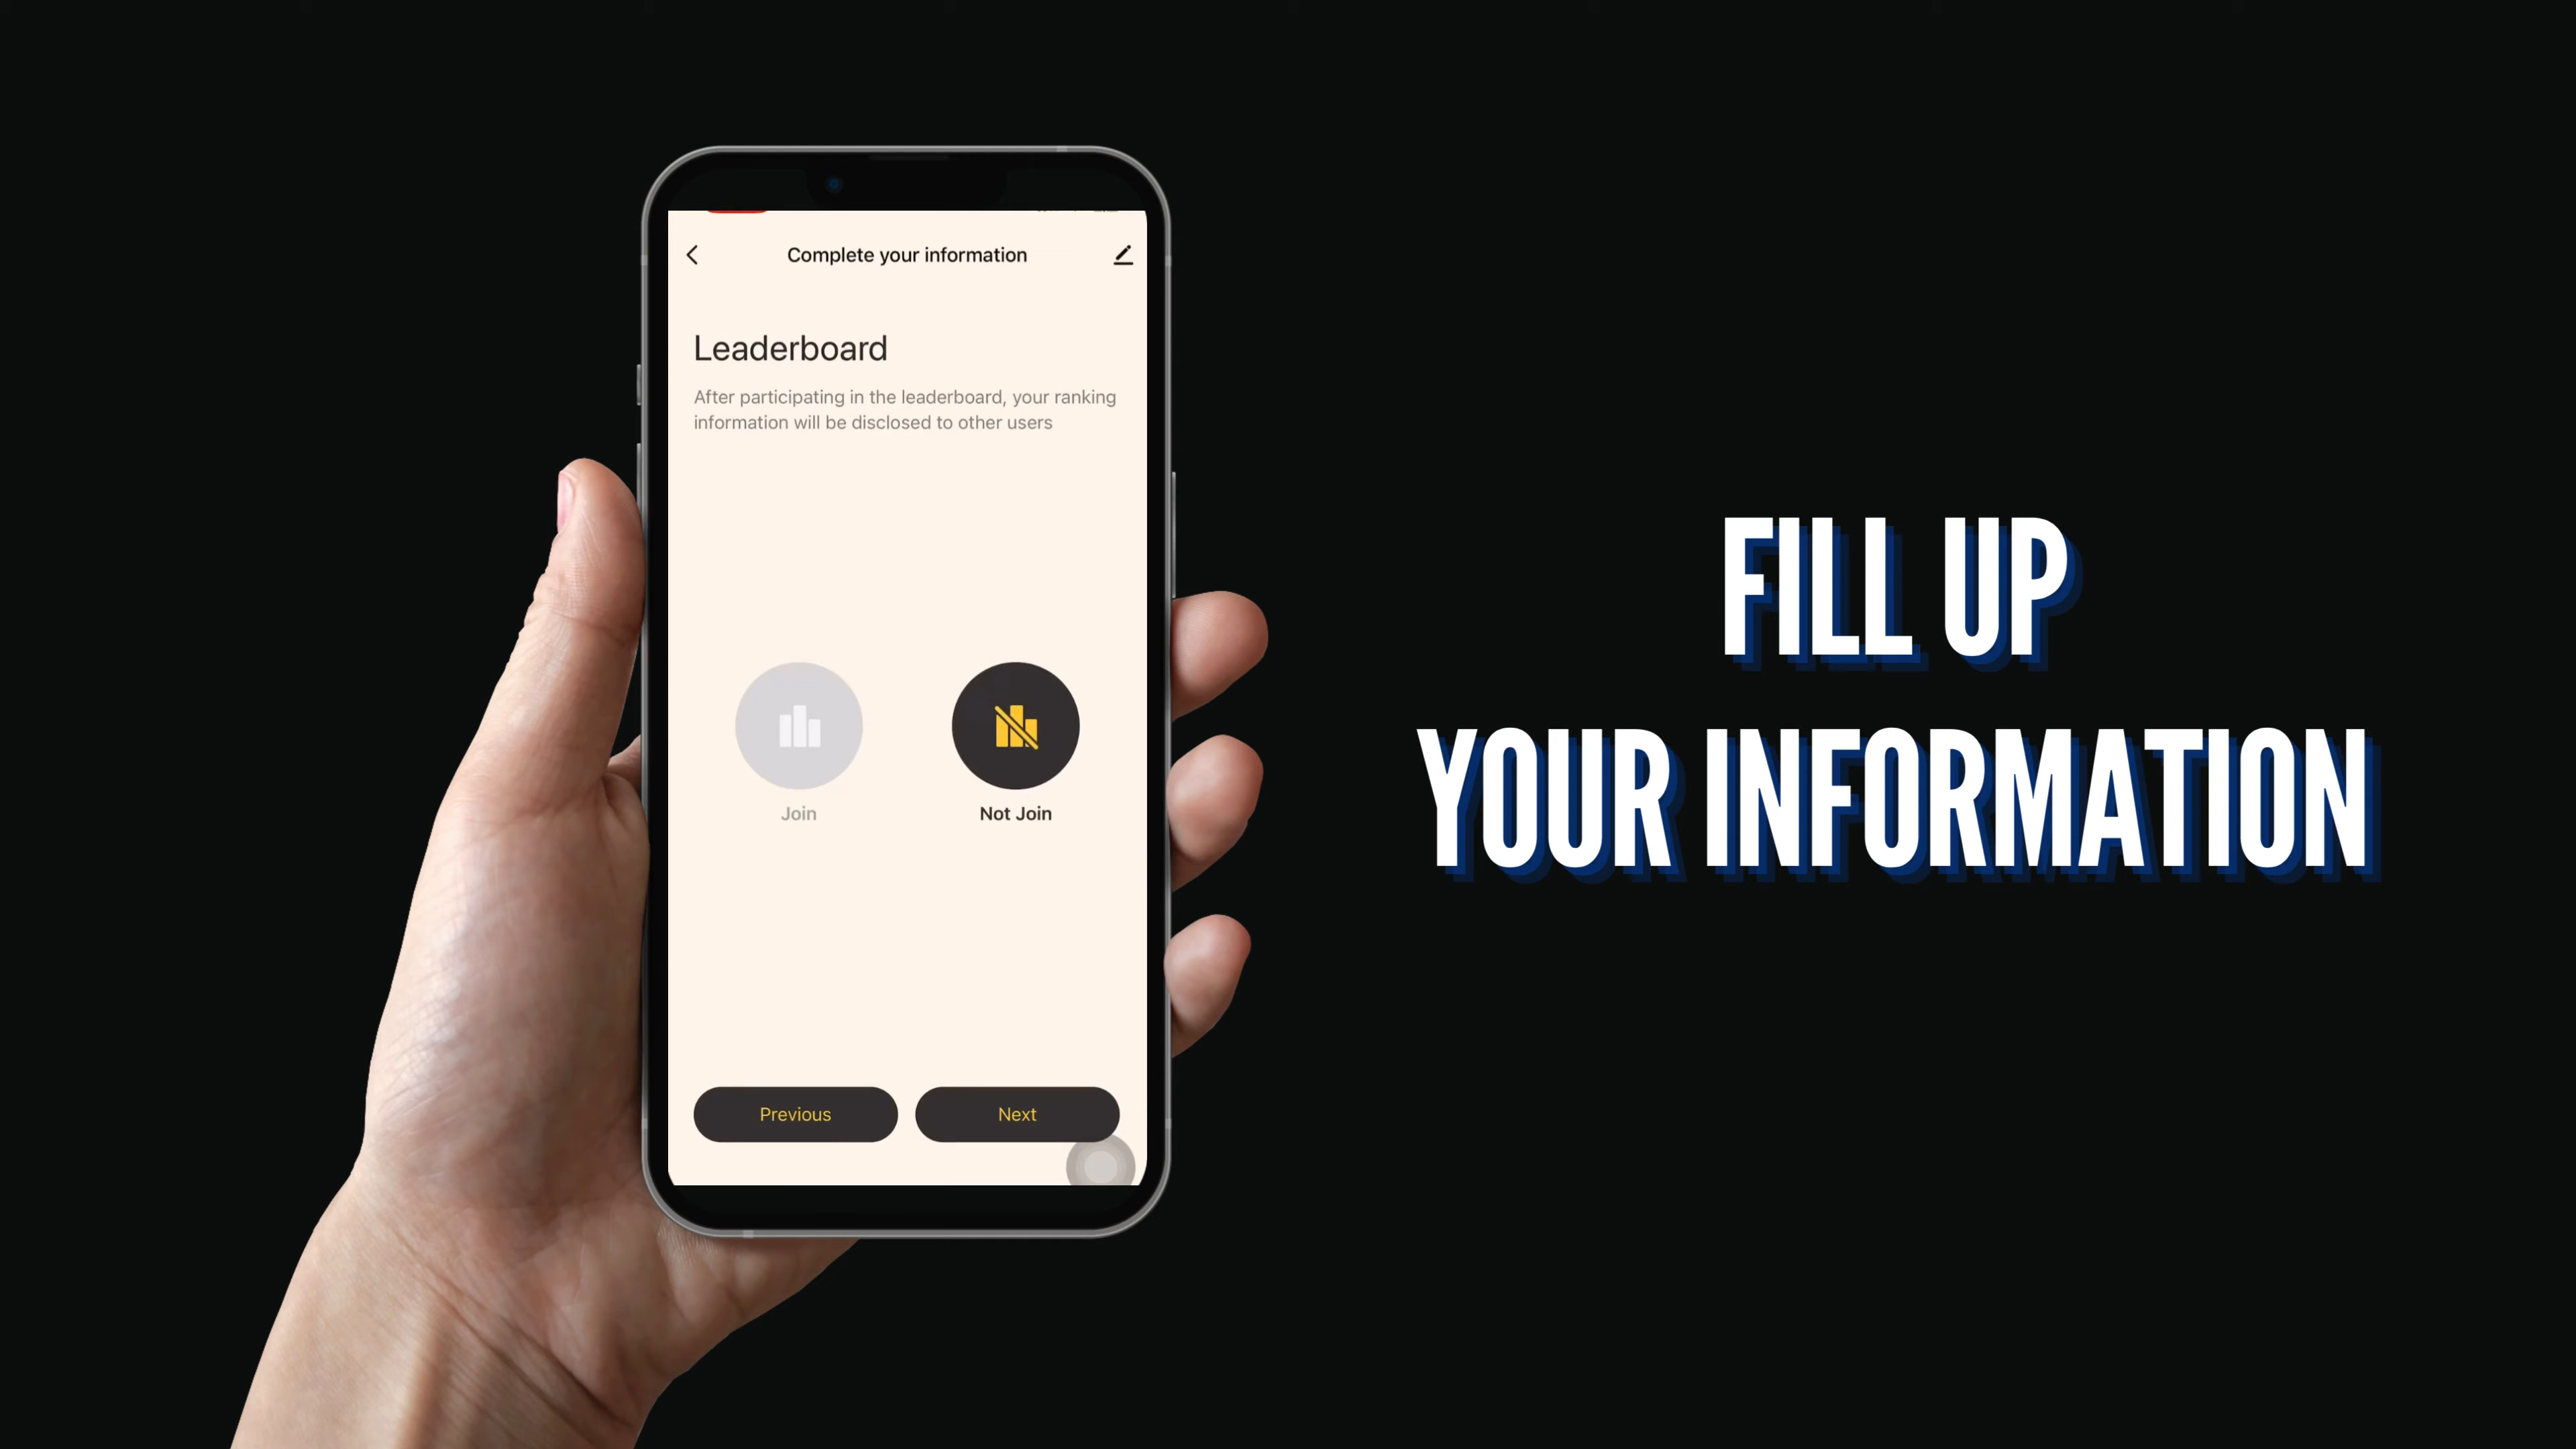 Complete your information
Leaderboard
After participating in the leaderboard, your ranking
information will be disclosed to other users
Join
Not Join
Previous
Next
FILL UP
YOUR INFORMATION